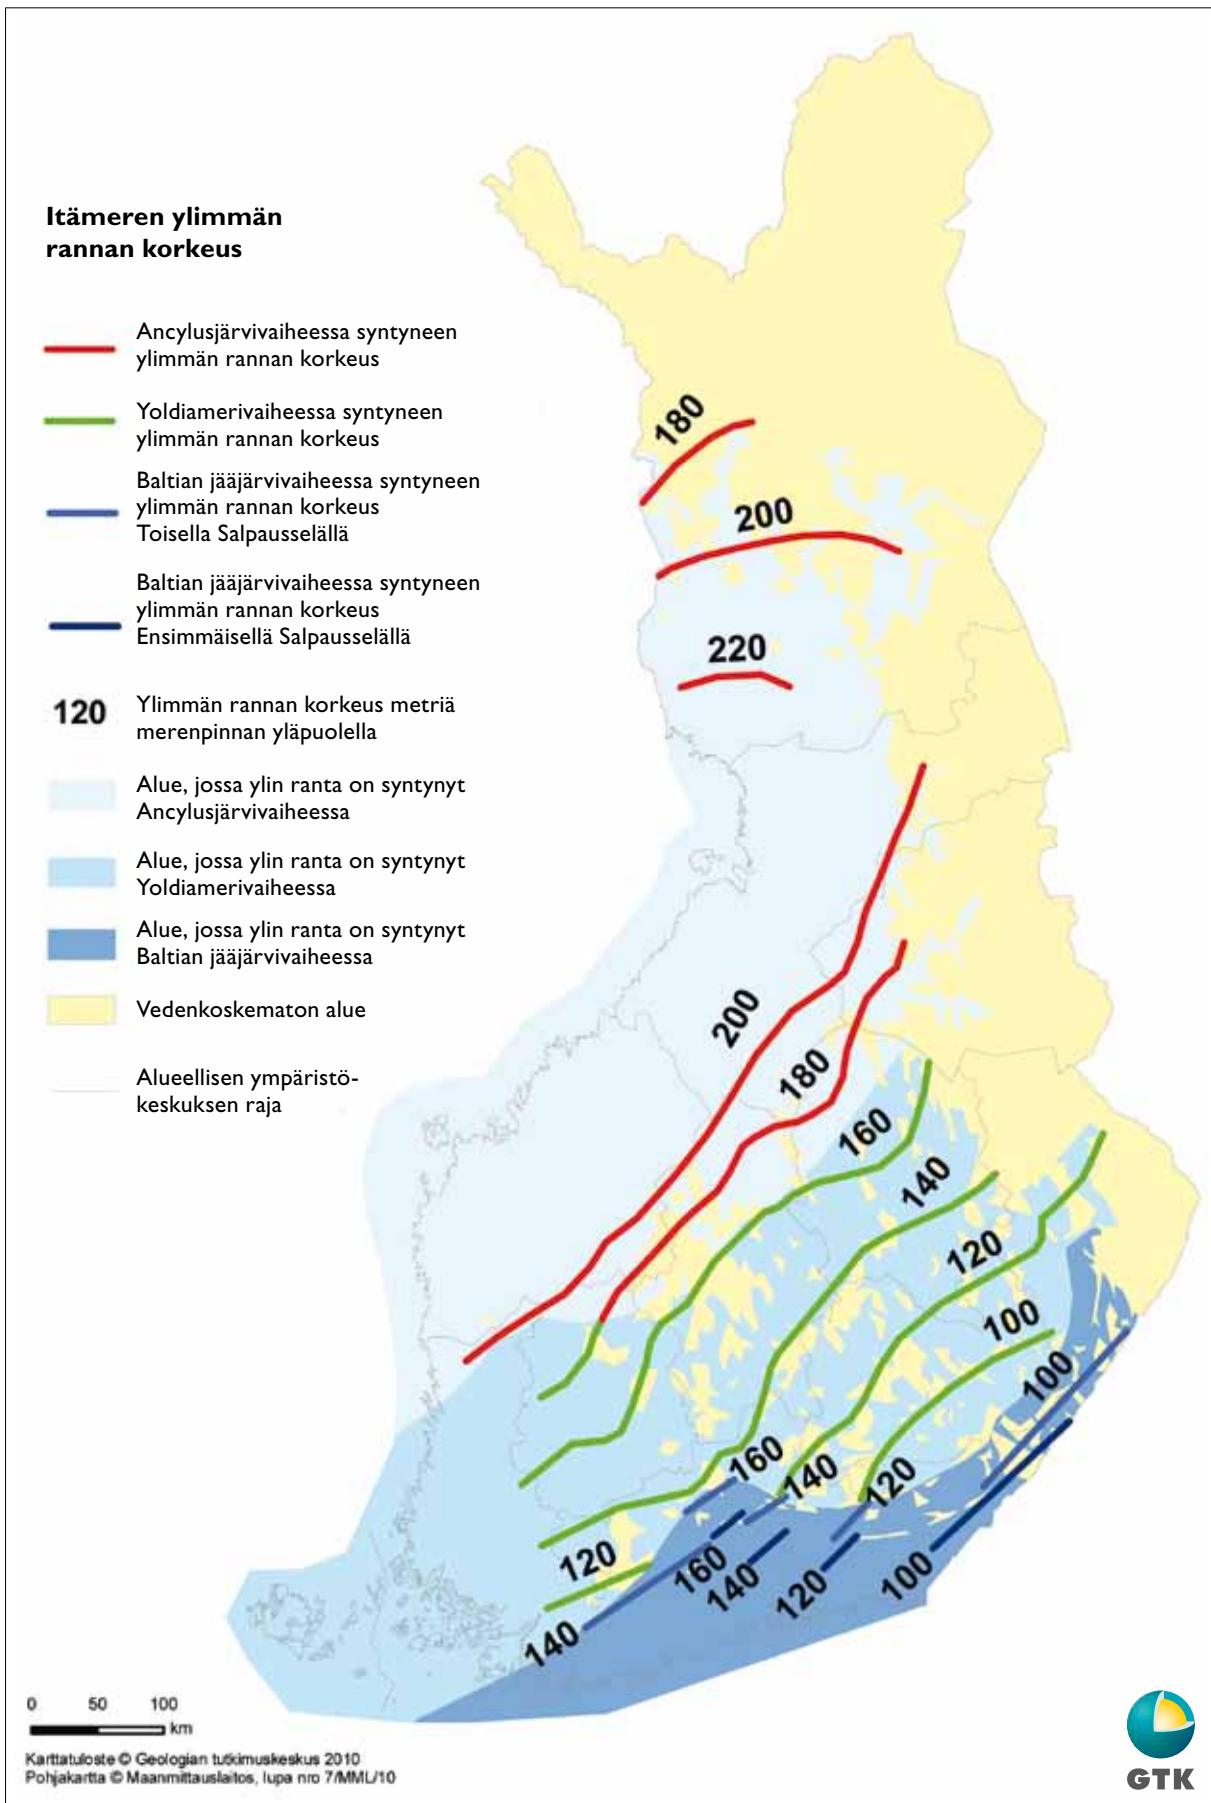 Itämeren ylimmän
rannan korkeus
Ancylusjärvivaiheessa syntyneen
ylimmän rannan korkeus
Yoldiamerivaiheessa syntyneen
ylimmän rannan korkeus
Baltian jääjärvivaiheessa syntyneen
ylimmän rannan korkeus
Toisella Salpausselällä
Baltian jääjärvivaiheessa syntyneen
ylimmän rannan korkeus
Ensimmäisellä Salpausselällä
120 Ylimmän rannan korkeus metriä
merenpinnan yläpuolella
Alue, jossa ylin ranta on syntynyt
Ancylusjärvivaiheessa
Alue, jossa ylin ranta on syntynyt
Yoldiamerivaiheessa
Alue, jossa ylin ranta on syntynyt
Baltian jääjärvivaiheessa
Vedenkoskematon alue
Alueellisen ympäristö-
keskuksen raja
180
200
220
200
180
160
140
120
100
100
160
140
120
120
160
140
120
100
140
0 50 100
km
Karttatuloste © Geologian tutkimuskeskus 2010
Pohjakartta © Maanmittauslaitos, lupa nro 7/MML/10
GTK